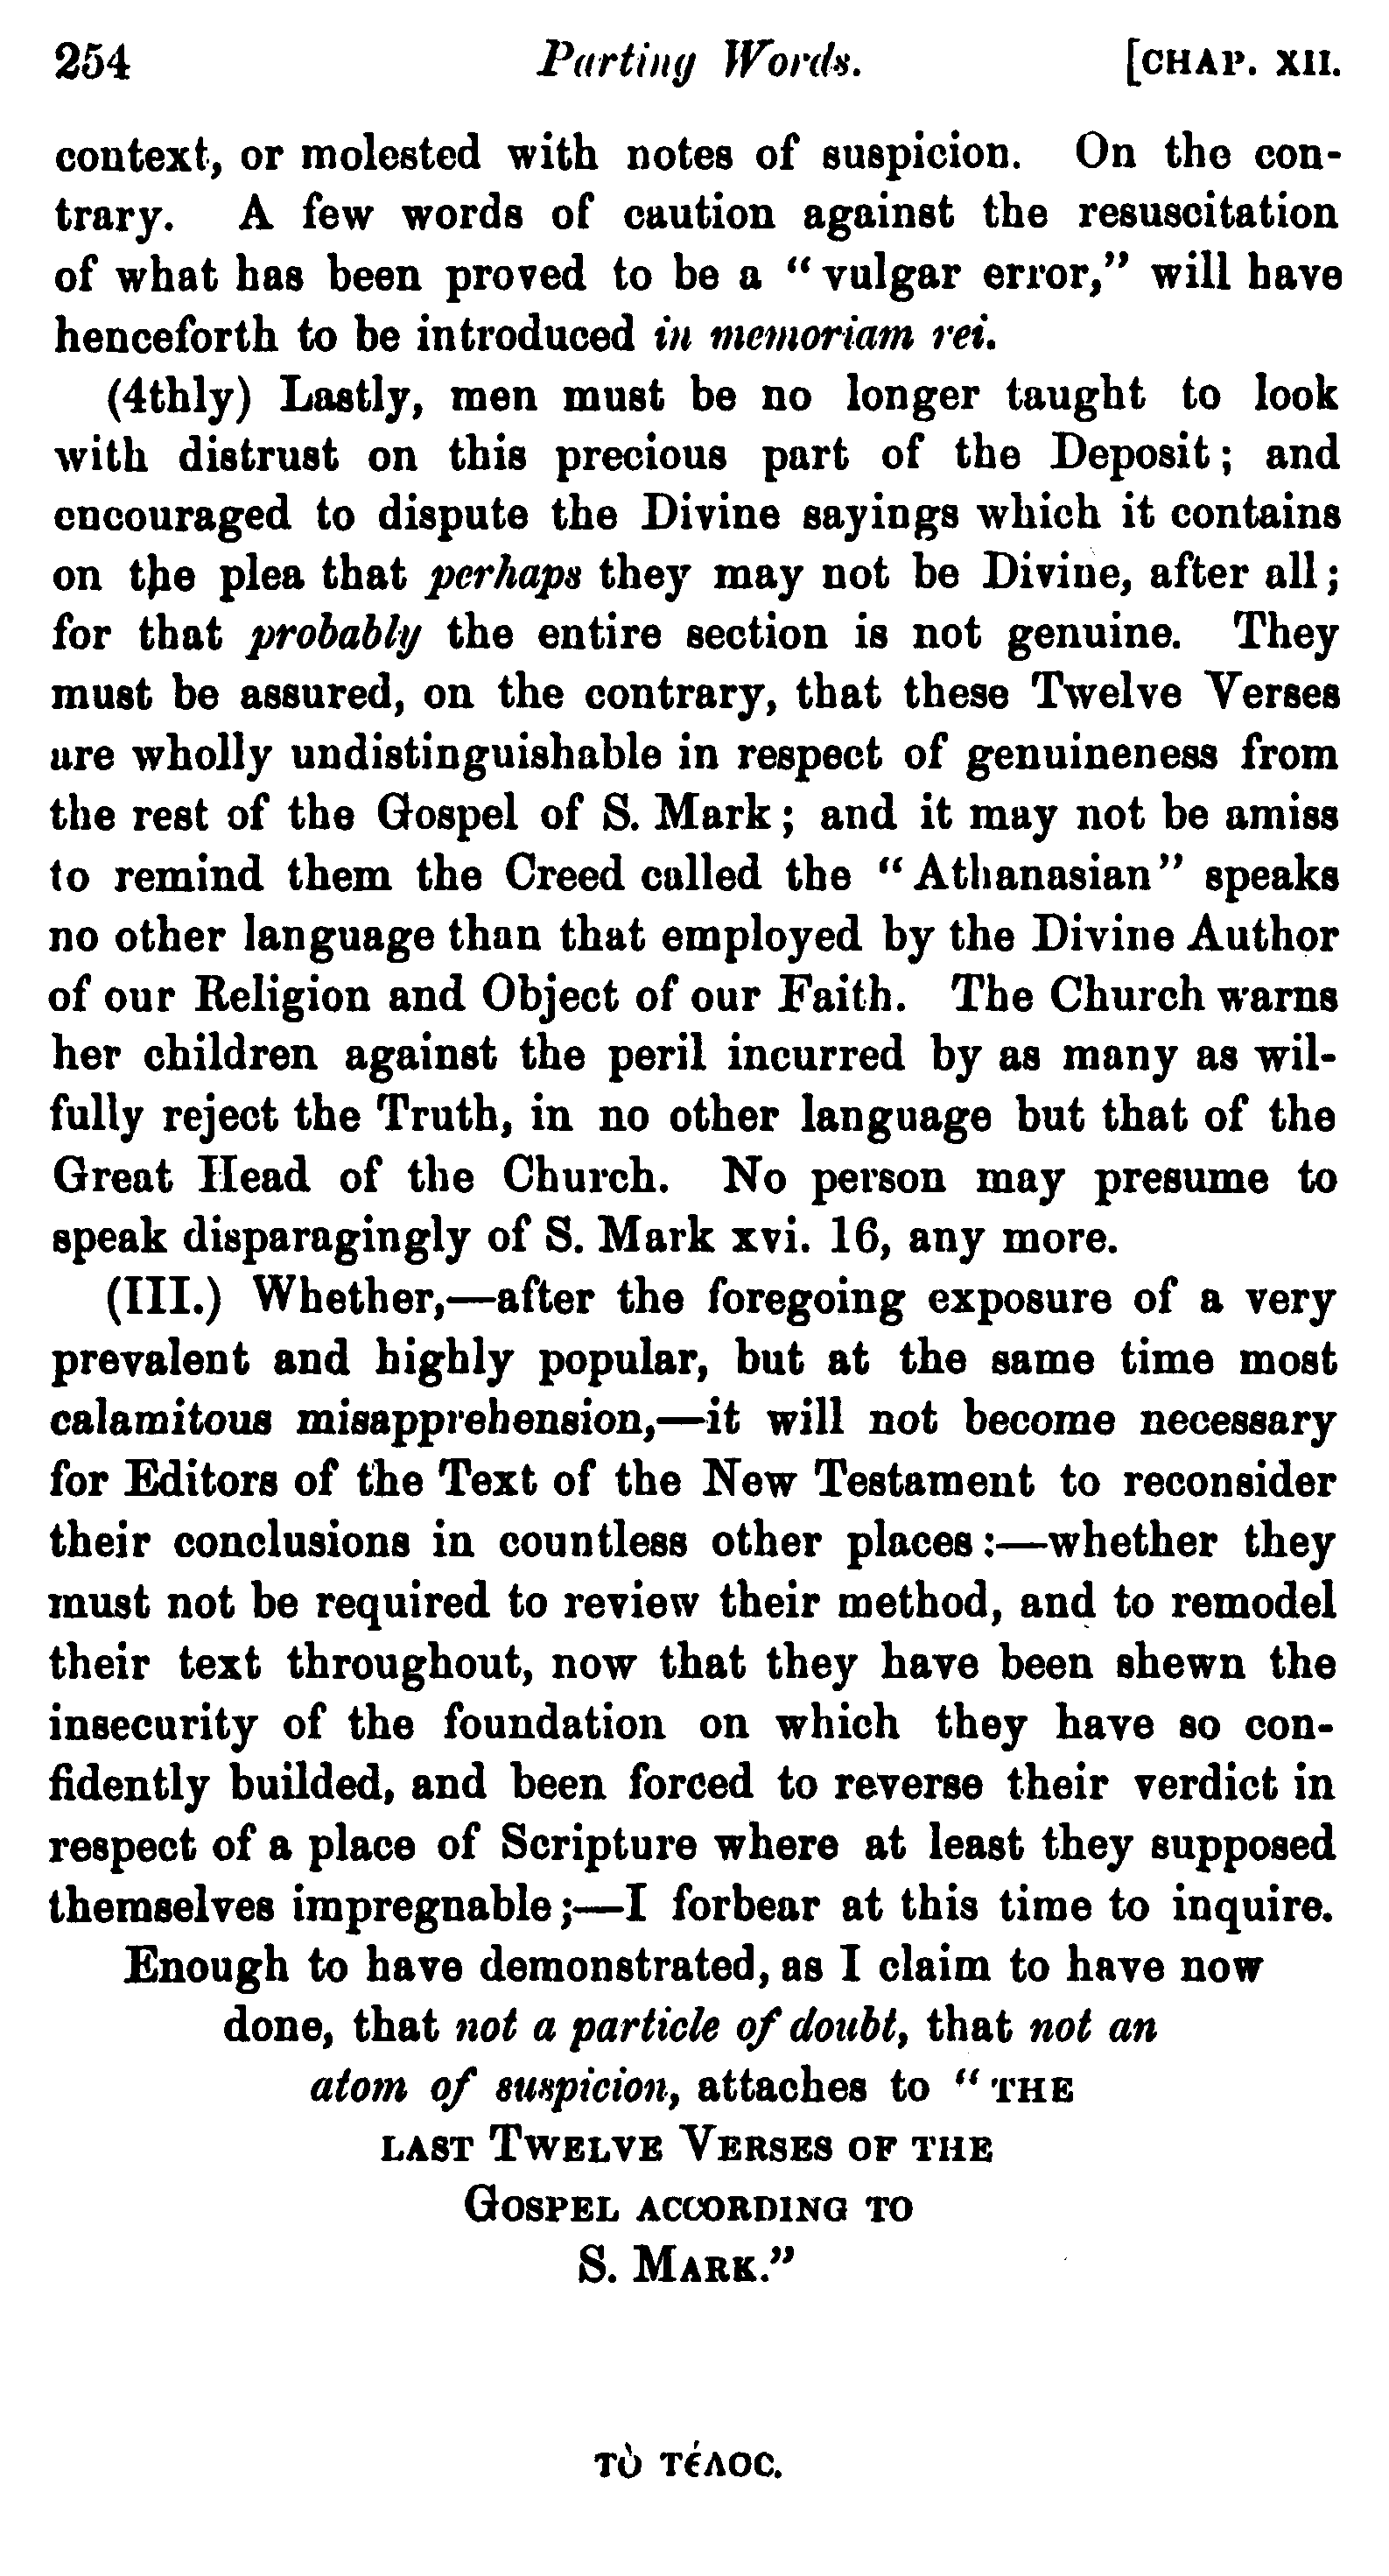 254 Parting Words. [CHAP. XII.
context, or molested with notes of suspicion. On the con-
trary. A few words of caution against the resuscitation
of what has been proved to be a “vulgar error,” will have
henceforth to be introduced in memoriam rei.
(4thly) Lastly, men must be no longer taught to look
with distrust on this precious part of the Deposit; and
encouraged to dispute the Divine sayings which it contains
on the plea that perhaps they may not be Divine, after all;
for that probably the entire section is not genuine. They
must be assured, on the contrary, that these Twelve Verses
are wholly undistinguishable in respect of genuineness from
the rest of the Gospel of S. Mark; and it may not be amiss
to remind them the Creed called the “Athanasian” speaks
no other language than that employed by the Divine Author
of our Religion and Object of our Faith. The Church warns
her children against the peril incurred by as many as wil-
fully reject the Truth, in no other language but that of the
Great Head of the Church. No person may presume to
speak disparagingly of S. Mark xvi. 16, any more.
(III.) Whether,—after the foregoing exposure of a very
prevalent and highly popular, but at the same time most
calamitous misapprehension,—it will not become necessary
for Editors of the Text of the New Testament to reconsider
their conclusions in countless other places:—whether they
must not be required to review their method, and to remodel
their text throughout, now that they have been shewn the
insecurity of the foundation on which they have so con-
fidently builded, and been forced to reverse their verdict in
respect of a place of Scripture where at least they supposed
themselves impregnable;—I forbear at this time to inquire.
Enough to have demonstrated, as I claim to have now
done, that not a particle of doubt, that not an
atom of suspicion, attaches to “THE
LAST TWELVE VERSES OF THE
GOSPEL ACCORDING TO
S. MARK.”
τὸ τέλος.